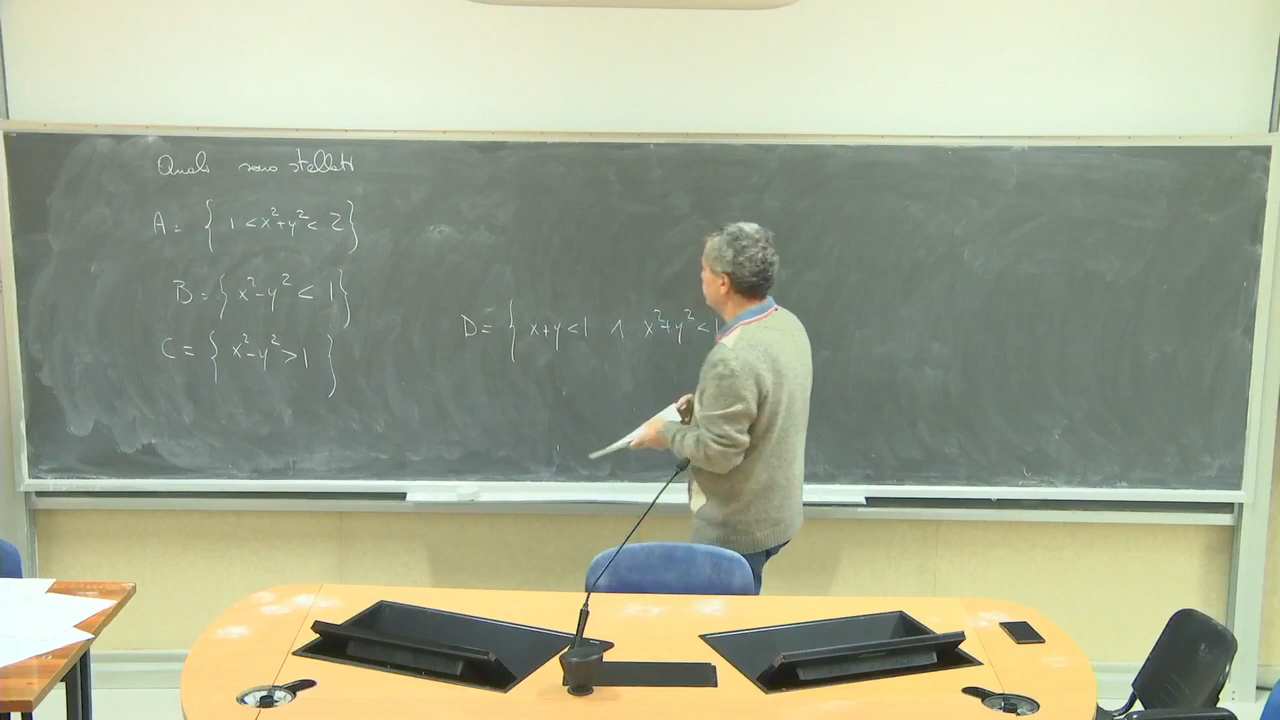 Quali sono stellati
A = { 1 < x² + y² < 2 }
B = { x² - y² < 1 }
C = { x² - y² > 1 }
D = { x + y < 1 ∧ x² + y² < 1